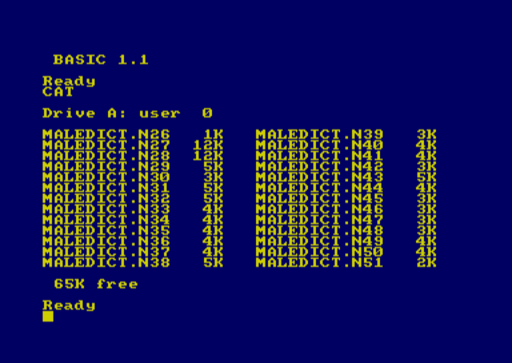 BASIC 1.1
Ready
CAT
Drive A: user  0
MALEDICT.N26   1K   MALEDICT.N39   3K
MALEDICT.N27  12K   MALEDICT.N40   4K
MALEDICT.N28  12K   MALEDICT.N41   4K
MALEDICT.N29   5K   MALEDICT.N42   3K
MALEDICT.N30   3K   MALEDICT.N43   5K
MALEDICT.N31   5K   MALEDICT.N44   4K
MALEDICT.N32   5K   MALEDICT.N45   3K
MALEDICT.N33   4K   MALEDICT.N46   3K
MALEDICT.N34   4K   MALEDICT.N47   3K
MALEDICT.N35   4K   MALEDICT.N48   3K
MALEDICT.N36   4K   MALEDICT.N49   4K
MALEDICT.N37   4K   MALEDICT.N50   4K
MALEDICT.N38   5K   MALEDICT.N51   2K
65K free
Ready